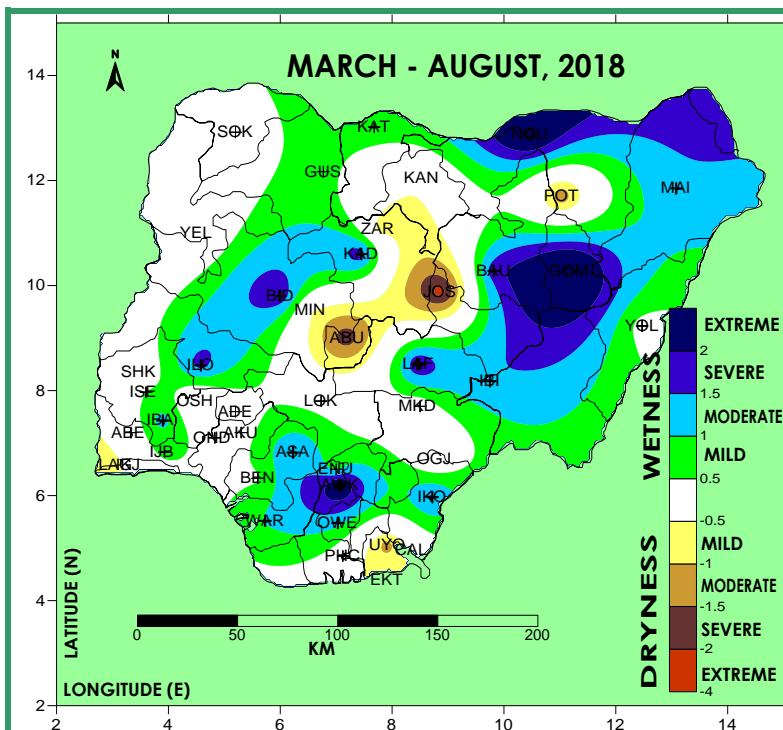 MARCH - AUGUST, 2018
N
14
12
10
8
6
4
2
SOK
KAT
NGU
GUS
KAN
POT
MAI
YEL
ZAR
KAD
BAU
GOM
BID
JOS
MIN
ABU
YOL
SHK
ILO
LAF
IBI
ISE
OSH
LOK
MKD
IBA
ADE
ABE
OND
AKU
IJB
ASA
OGJ
LAG
IKJ
BEN
ENU
AWK
IKO
WAR
OWE
UYO
CAL
PHC
EKT
WETNESS
DRYNESS
EXTREME
2
SEVERE
1.5
MODERATE
1
MILD
0.5
-0.5
MILD
-1
MODERATE
-1.5
SEVERE
-2
EXTREME
-4
0 50 100 150 200
KM
LATITUDE (N)
LONGITUDE (E)
2 4 6 8 10 12 14